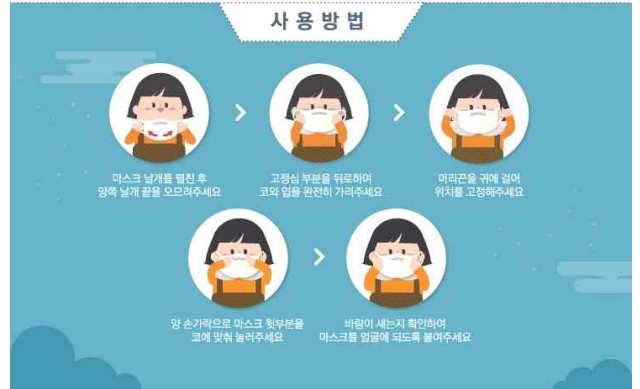 사용방법
마스크 날개를 펼친 후
양쪽 날개 끝을 오므려주세요
고정심 부분을 뒤로하여
코와 입을 완전히 가려주세요
머리끈을 귀에 걸어
위치를 고정해주세요
양 손가락으로 마스크 윗부분을
코에 맞춰 눌러주세요
바람이 새는지 확인하여
마스크를 얼굴에 되도록 붙여주세요